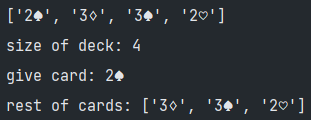 ['2♠', '3♢', '3♠', '2♡']
size of deck: 4
give card: 2♠
rest of cards: ['3♢', '3♠', '2♡']